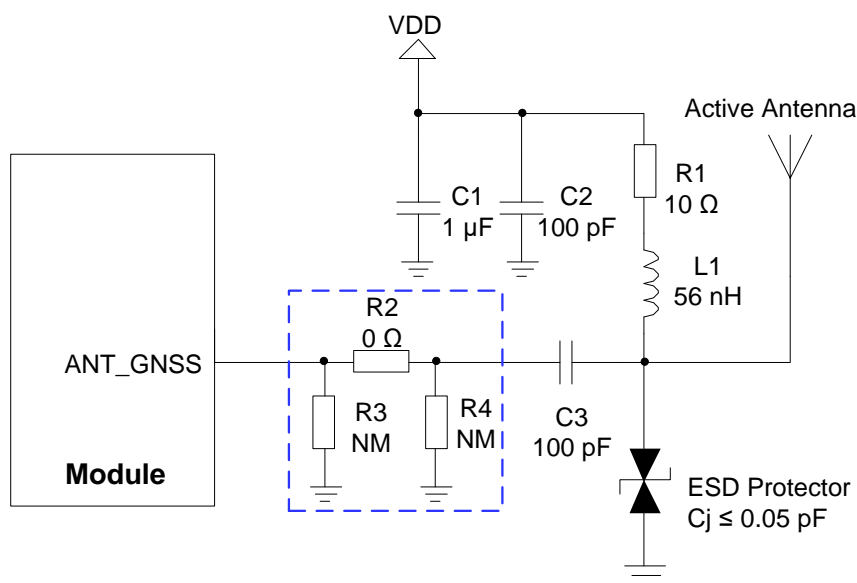 VDD
Active Antenna
C1
1 µF
C2
100 pF
R1
10 Ω
L1
56 nH
R2
0 Ω
ANT_GNSS
R3
NM
R4
NM
C3
100 pF
Module
ESD Protector
Cj ≤ 0.05 pF